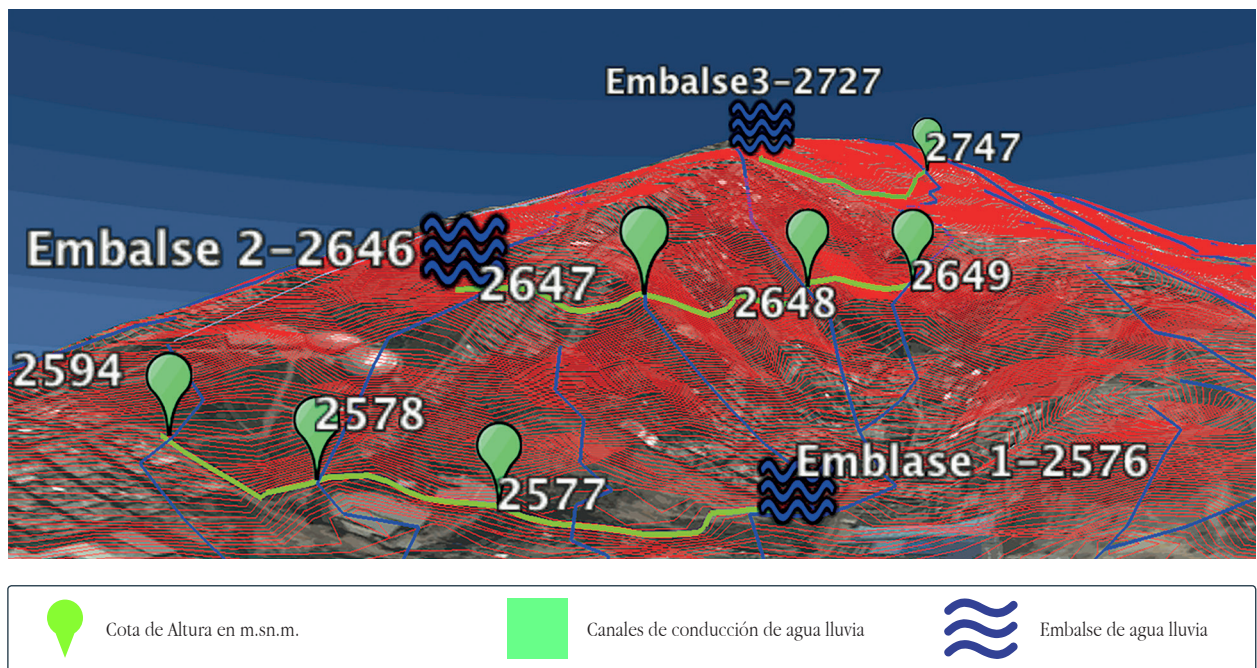 Embalse3-2727
2747
Embalse 2-2646
2647
2648
2649
2594
2578
2577
Emblase 1-2576
Cota de Altura en m.sn.m.
Canales de conducción de agua lluvia
Embalse de agua lluvia